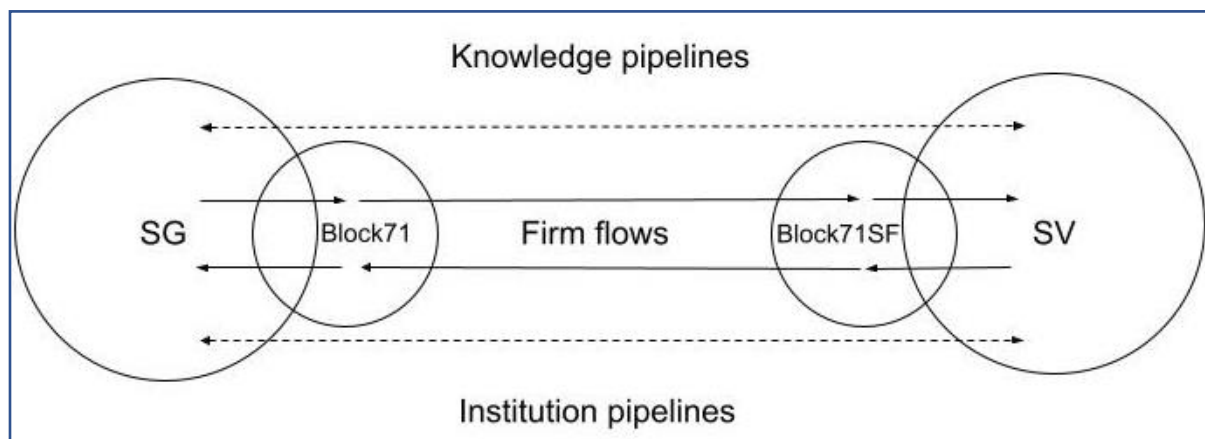 Knowledge pipelines
SG Block71 Firm flows Block71SF SV
Institution pipelines